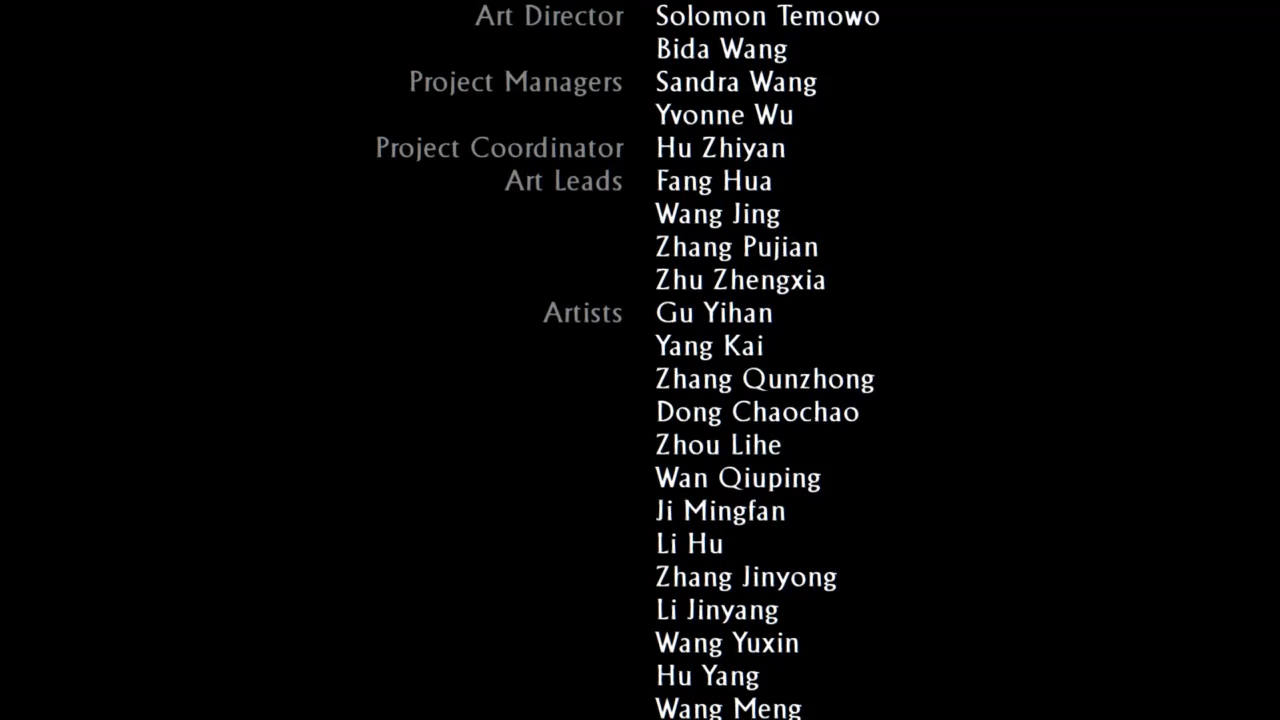 Art Director Solomon Temowo
Bida Wang
Project Managers Sandra Wang
Yvonne Wu
Project Coordinator Hu Zhiyan
Art Leads Fang Hua
Wang Jing
Zhang Pujian
Zhu Zhengxia
Artists Gu Yihan
Yang Kai
Zhang Qunzhong
Dong Chaochao
Zhou Lihe
Wan Qiuping
Ji Mingfan
Li Hu
Zhang Jinyong
Li Jinyang
Wang Yuxin
Hu Yang
Wang Meng